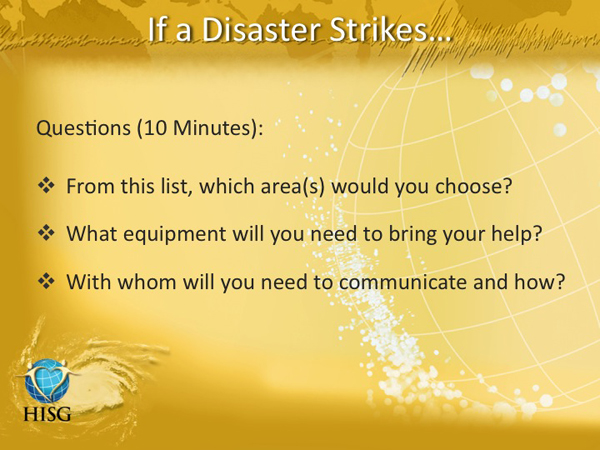 If a Disaster Strikes...
Questions (10 Minutes):
❖ From this list, which area(s) would you choose?
❖ What equipment will you need to bring your help?
❖ With whom will you need to communicate and how?
HISG